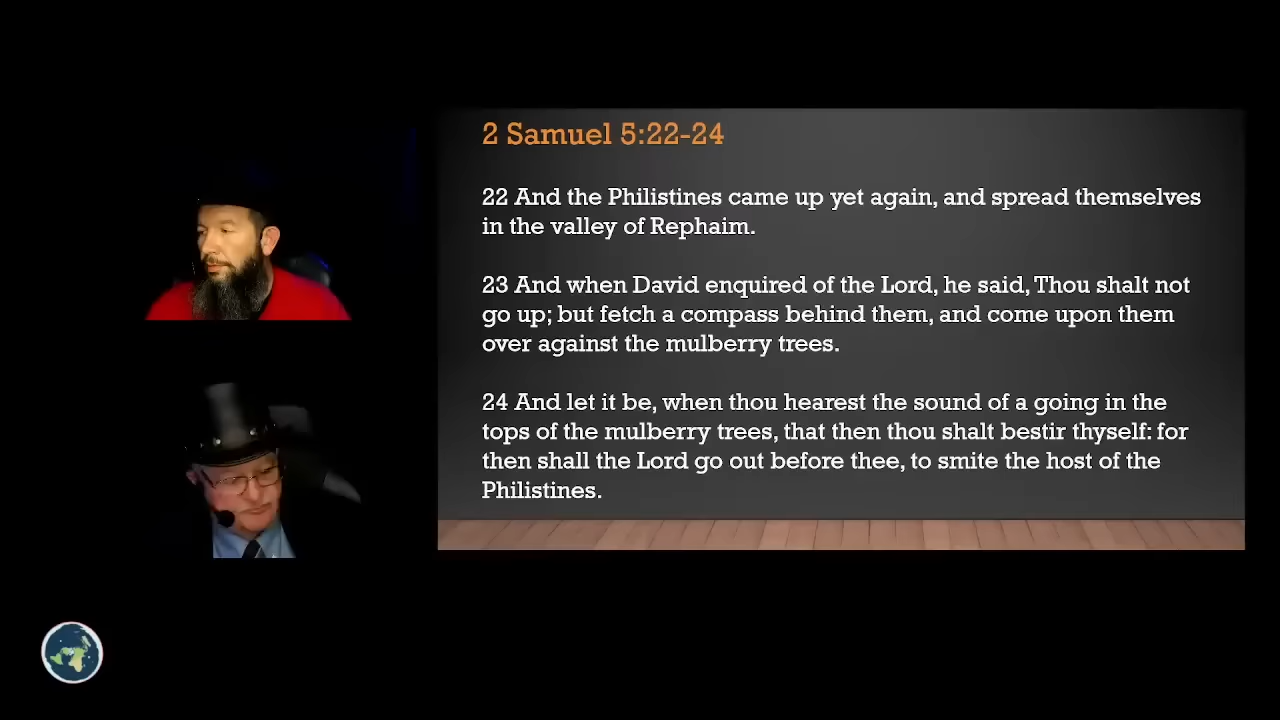 2 Samuel 5:22-24
22 And the Philistines came up yet again, and spread themselves
in the valley of Rephaim.
23 And when David enquired of the Lord, he said, Thou shalt not
go up; but fetch a compass behind them, and come upon them
over against the mulberry trees.
24 And let it be, when thou hearest the sound of a going in the
tops of the mulberry trees, that then thou shalt bestir thyself: for
then shall the Lord go out before thee, to smite the host of the
Philistines.